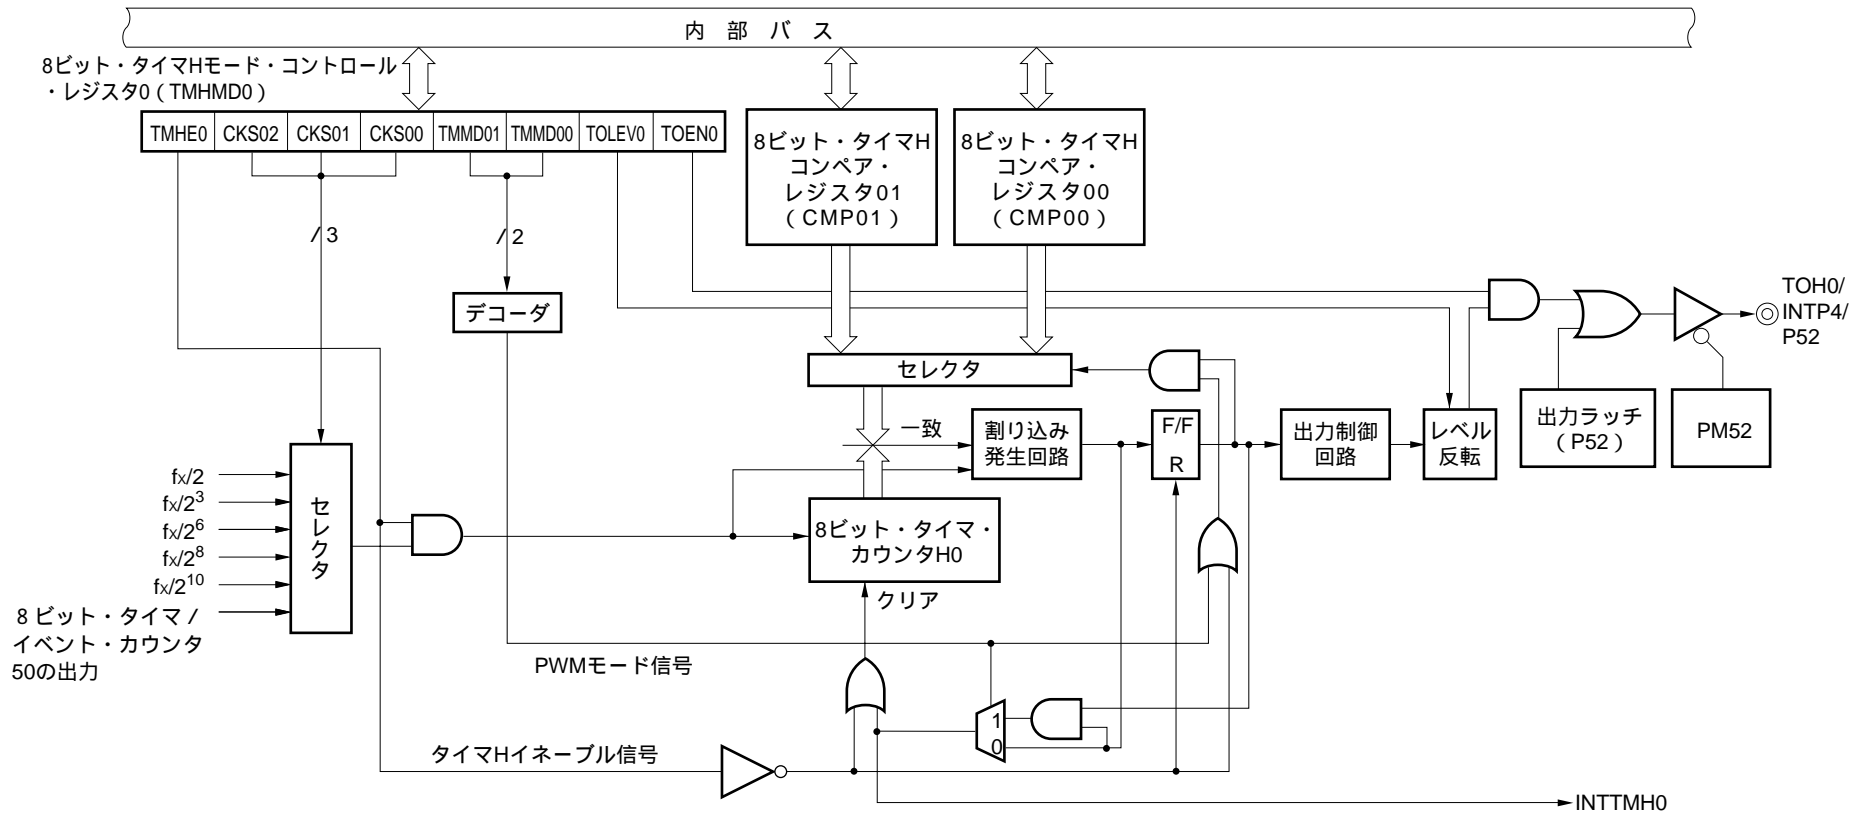 内 部 バ ス
8ビット・タイマHモード・コントロール
・レジスタ0（TMHMD0）
TMHE0 CKS02 CKS01 CKS00 TMMD01 TMMD00 TOLEV0 TOEN0
8ビット・タイマH
コンペア・
レジスタ01
（CMP01）
8ビット・タイマH
コンペア・
レジスタ00
（CMP00）
/3
/2
デコーダ
セレクタ
TOH0/
INTP4/
P52
出力ラッチ
（P52）
PM52
一致
割り込み
発生回路
F/F
R
出力制御
回路
レベル
反転
fX/2
fX/2³
fX/2⁶
fX/2⁸
fX/2¹⁰
8 ビット・タイマ /
イベント・カウンタ
50の出力
セレクタ
8ビット・タイマ・
カウンタH0
クリア
PWMモード信号
1
0
タイマHイネーブル信号
INTTMH0